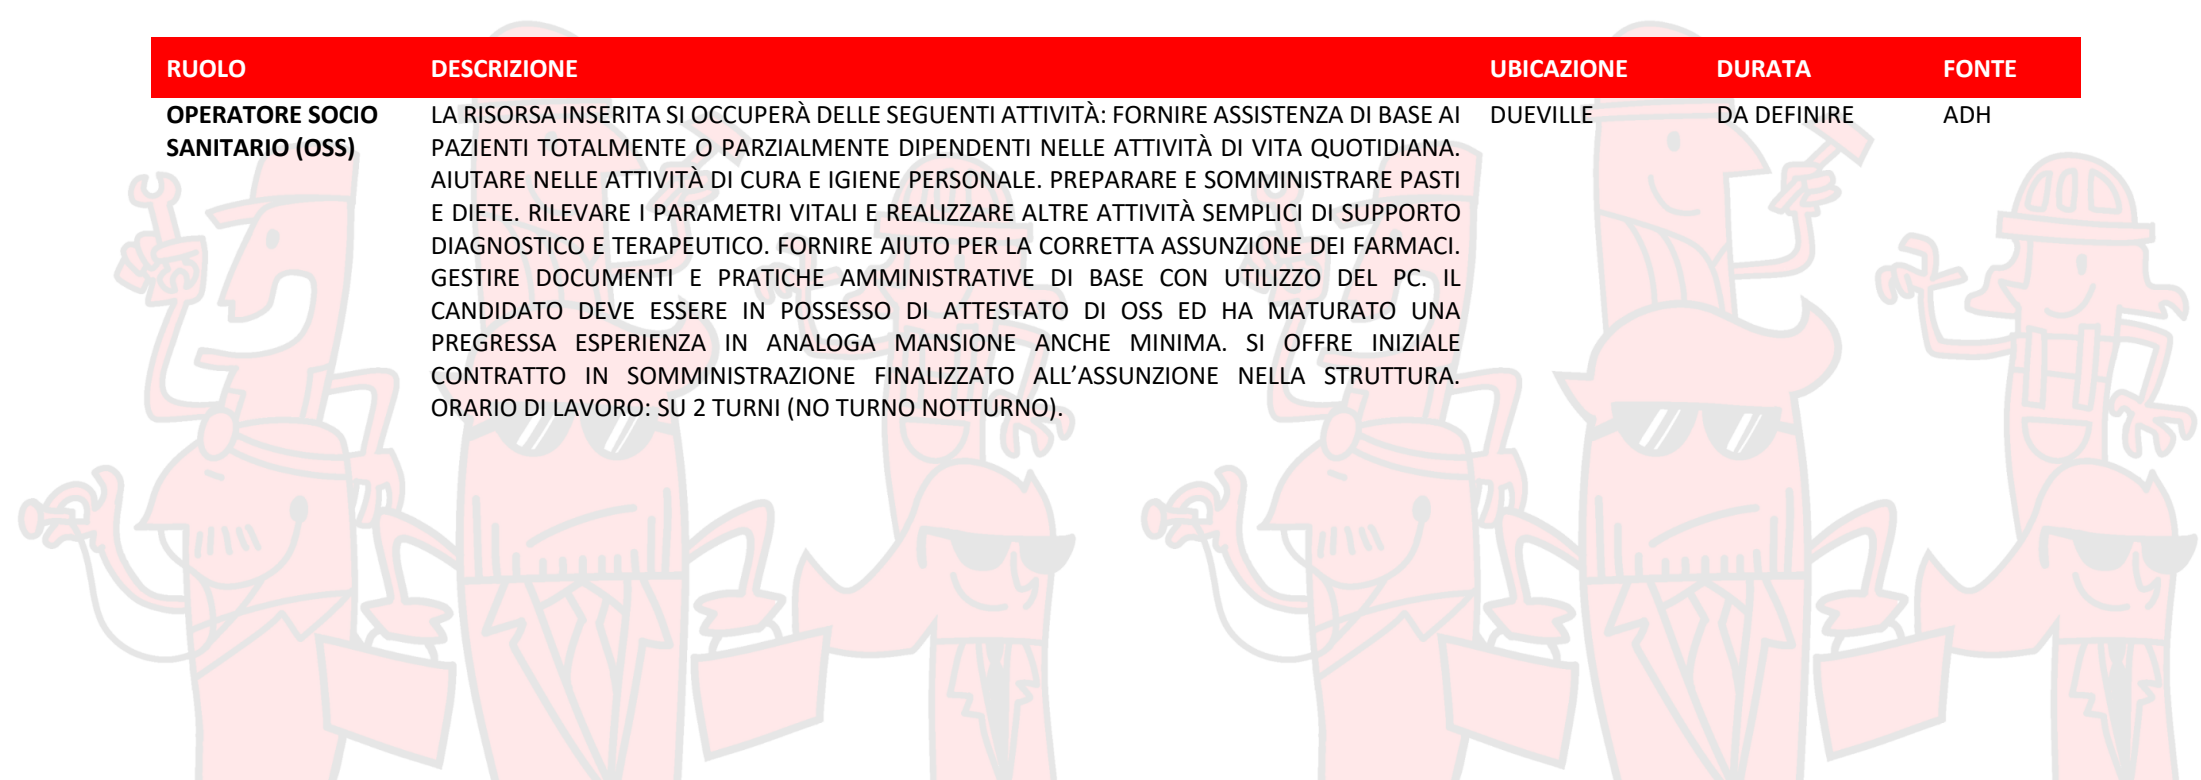 RUOLO DESCRIZIONE UBICAZIONE DURATA FONTE
OPERATORE SOCIO SANITARIO (OSS)
LA RISORSA INSERITA SI OCCUPERÀ DELLE SEGUENTI ATTIVITÀ: FORNIRE ASSISTENZA DI BASE AI
PAZIENTI TOTALMENTE O PARZIALMENTE DIPENDENTI NELLE ATTIVITÀ DI VITA QUOTIDIANA.
AIUTARE NELLE ATTIVITÀ DI CURA E IGIENE PERSONALE. PREPARARE E SOMMINISTRARE PASTI
E DIETE. RILEVARE I PARAMETRI VITALI E REALIZZARE ALTRE ATTIVITÀ SEMPLICI DI SUPPORTO
DIAGNOSTICO E TERAPEUTICO. FORNIRE AIUTO PER LA CORRETTA ASSUNZIONE DEI FARMACI.
GESTIRE DOCUMENTI E PRATICHE AMMINISTRATIVE DI BASE CON UTILIZZO DEL PC. IL
CANDIDATO DEVE ESSERE IN POSSESSO DI ATTESTATO DI OSS ED HA MATURATO UNA
PREGRESSA ESPERIENZA IN ANALOGA MANSIONE ANCHE MINIMA. SI OFFRE INIZIALE
CONTRATTO IN SOMMINISTRAZIONE FINALIZZATO ALL’ASSUNZIONE NELLA STRUTTURA.
ORARIO DI LAVORO: SU 2 TURNI (NO TURNO NOTTURNO).
DUEVILLE
DA DEFINIRE
ADH